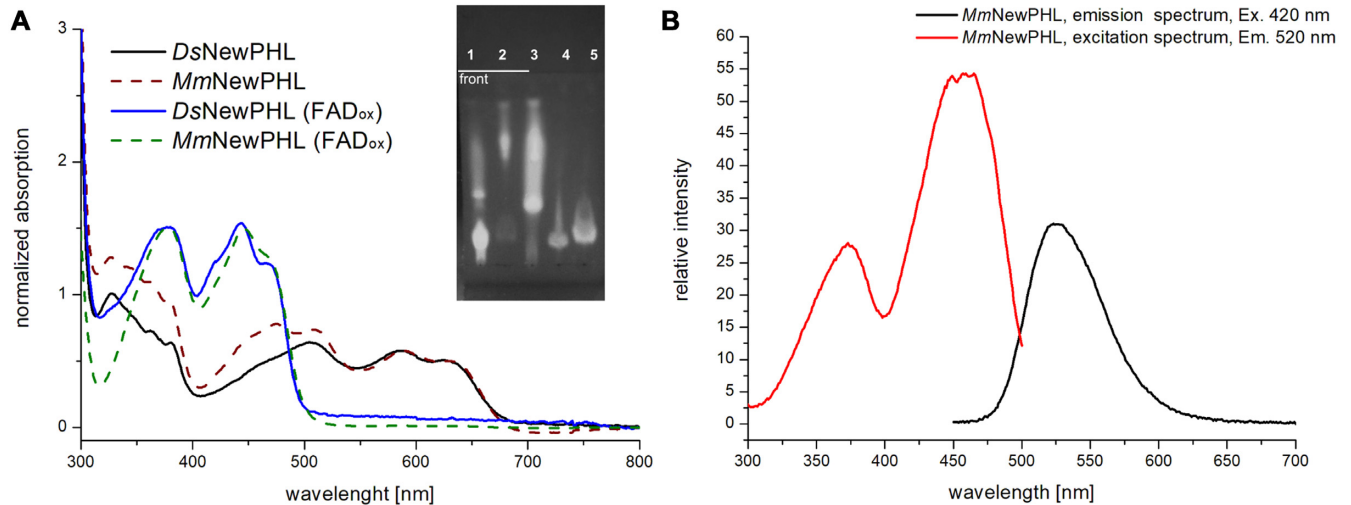 A
3
2
1
0
normalized absorption
DsNewPHL
MmNewPHL
DsNewPHL (FADox)
MmNewPHL (FADox)
1 2 3 4 5
front
300 400 500 600 700 800
wavelenght [nm]
B
MmNewPHL, emission spectrum, Ex. 420 nm
MmNewPHL, excitation spectrum, Em. 520 nm
60
55
50
45
40
35
30
25
20
15
10
5
0
relative intensity
300 350 400 450 500 550 600 650 700
wavelength [nm]